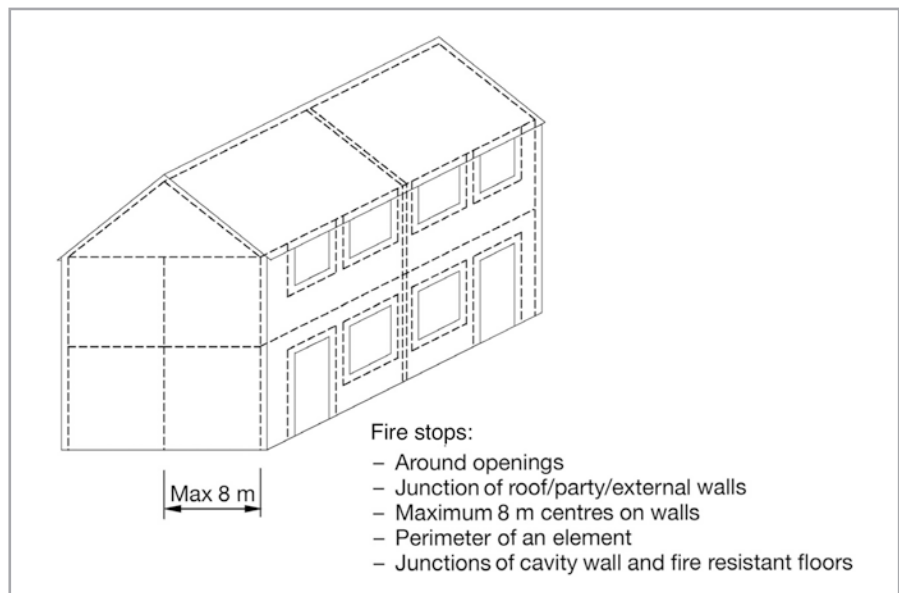 Max 8 m
Fire stops:
– Around openings
– Junction of roof/party/external walls
– Maximum 8 m centres on walls
– Perimeter of an element
– Junctions of cavity wall and fire resistant floors